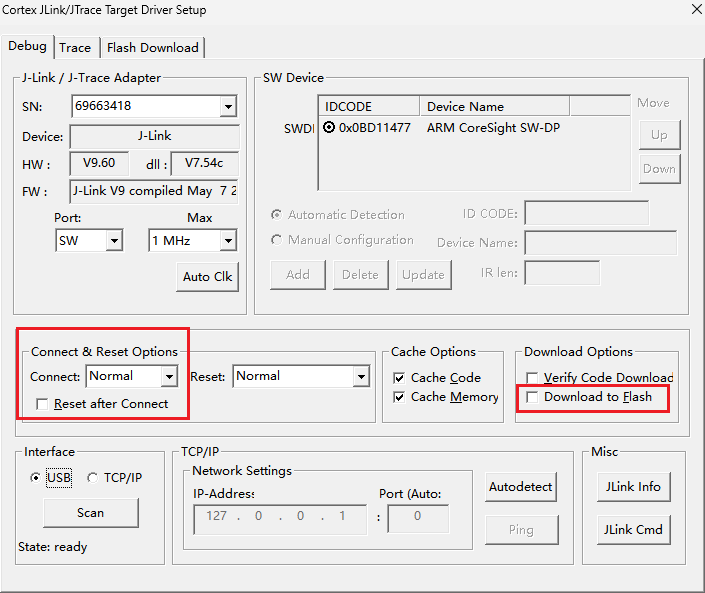 Cortex JLink/JTrace Target Driver Setup
Debug Trace Flash Download
J-Link / J-Trace Adapter
SN: 69663418
Device: J-Link
HW : V9.60 dll : V7.54c
FW : J-Link V9 compiled May 7 2
Port: Max
SW 1 MHz
Auto Clk
SW Device
IDCODE Device Name
SWDI 0x0BD11477 ARM CoreSight SW-DP
Move
Up
Down
Automatic Detection ID CODE:
Manual Configuration Device Name:
Add Delete Update IR len:
Connect & Reset Options
Connect: Normal Reset: Normal
Reset after Connect
Cache Options
Cache Code
Cache Memory
Download Options
Verify Code Download
Download to Flash
Interface
USB TCP/IP
Scan
State: ready
TCP/IP
Network Settings
IP-Address Port (Auto:
127 . 0 . 0 . 1 : 0
Autodetect
Ping
Misc
JLink Info
JLink Cmd